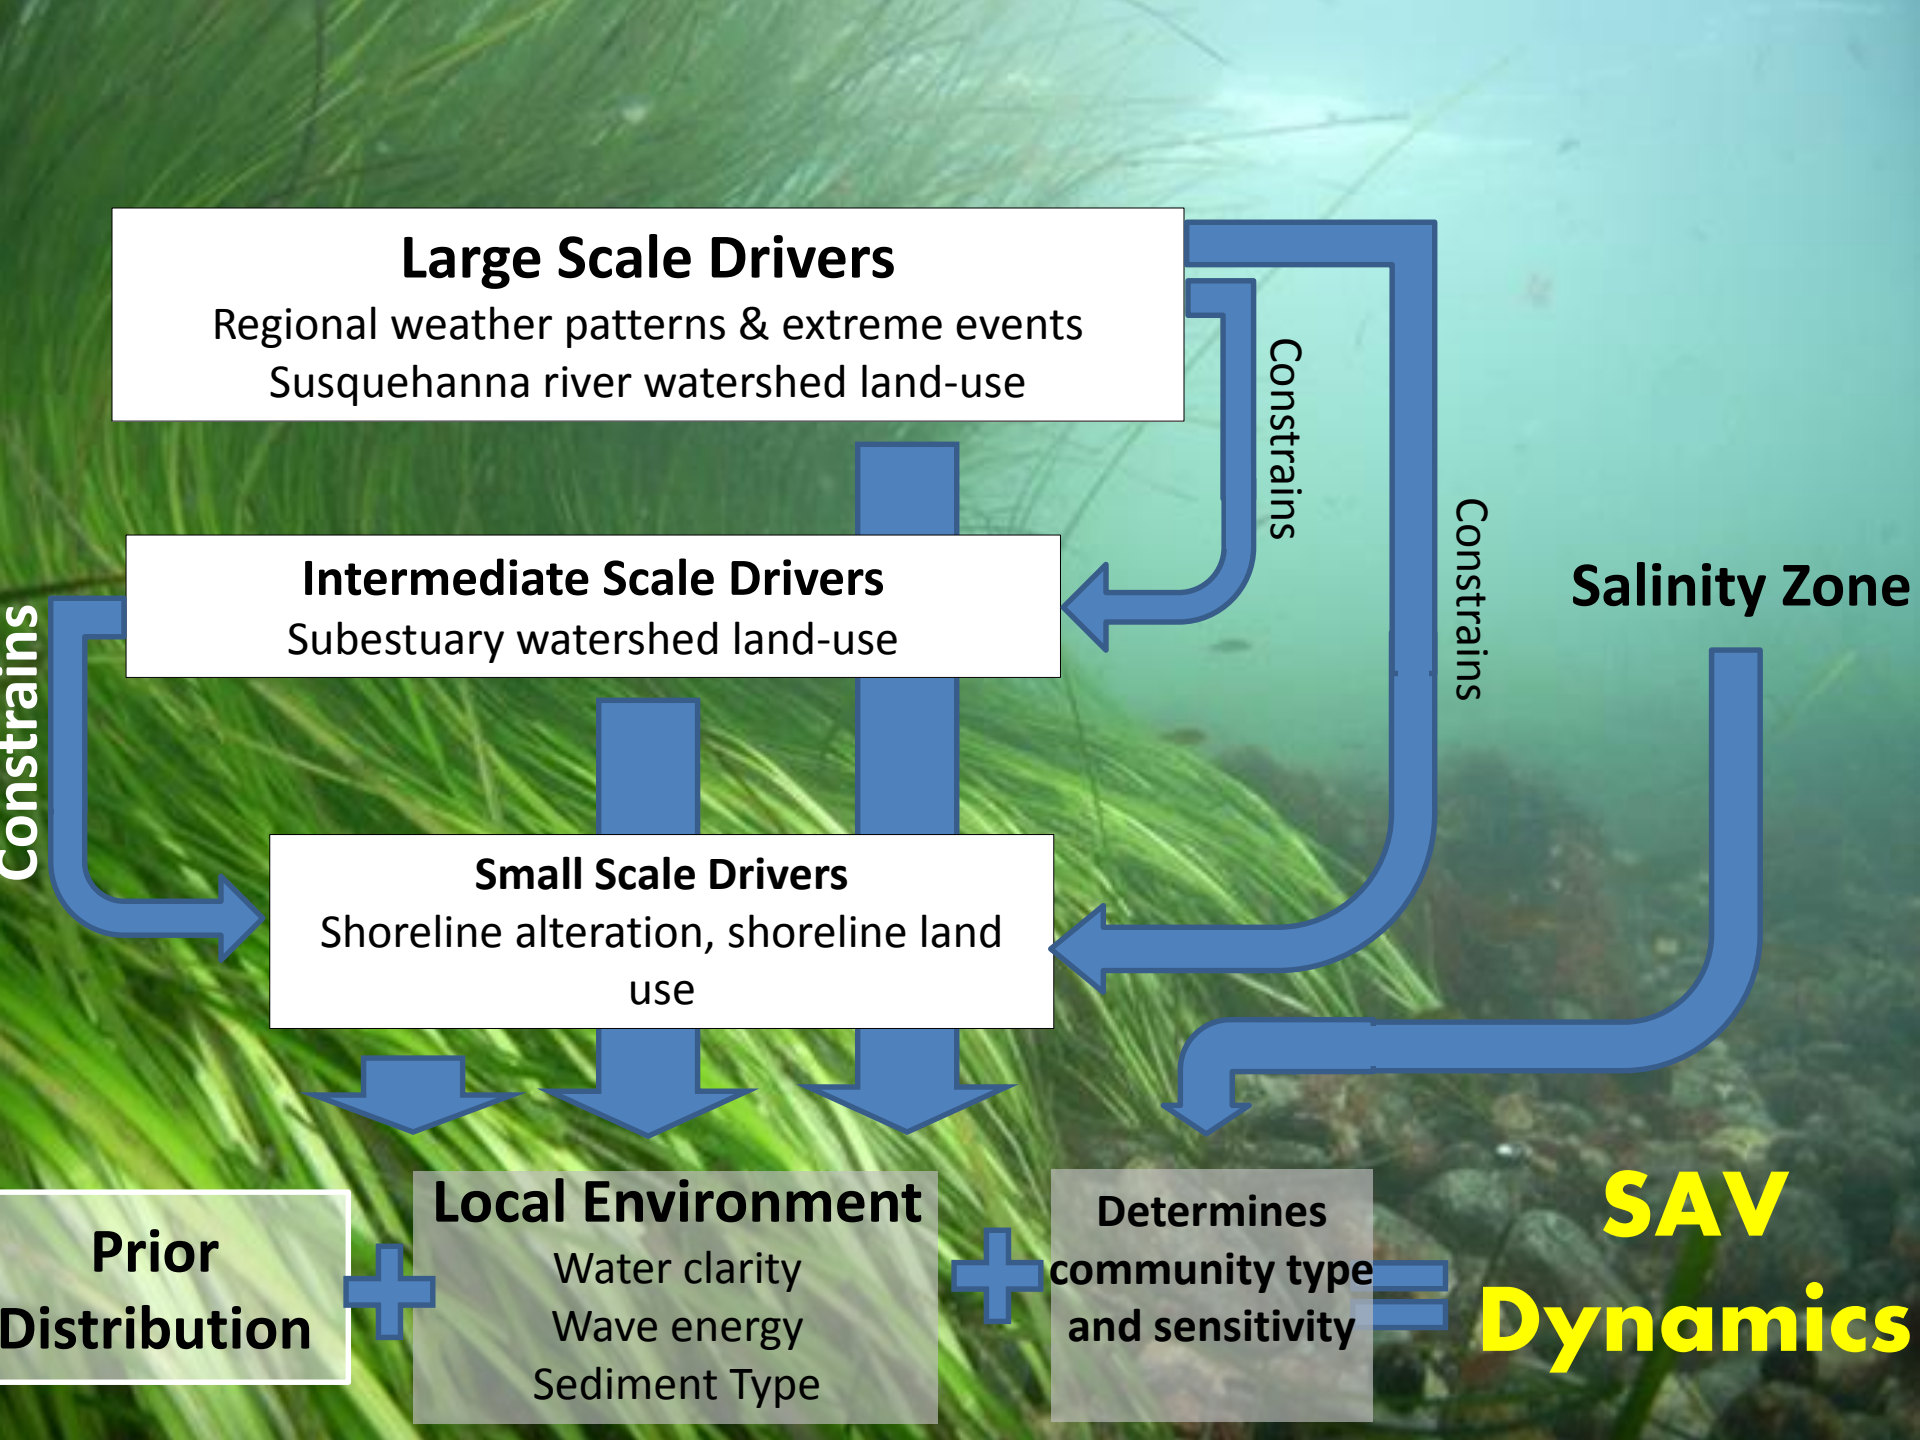 Large Scale Drivers
Regional weather patterns & extreme events
Susquehanna river watershed land-use
Constrains
Constrains
Intermediate Scale Drivers
Subestuary watershed land-use
Salinity Zone
Constrains
Small Scale Drivers
Shoreline alteration, shoreline land
use
Prior
Distribution
Local Environment
Water clarity
Wave energy
Sediment Type
Determines
community type
and sensitivity
SAV
Dynamics